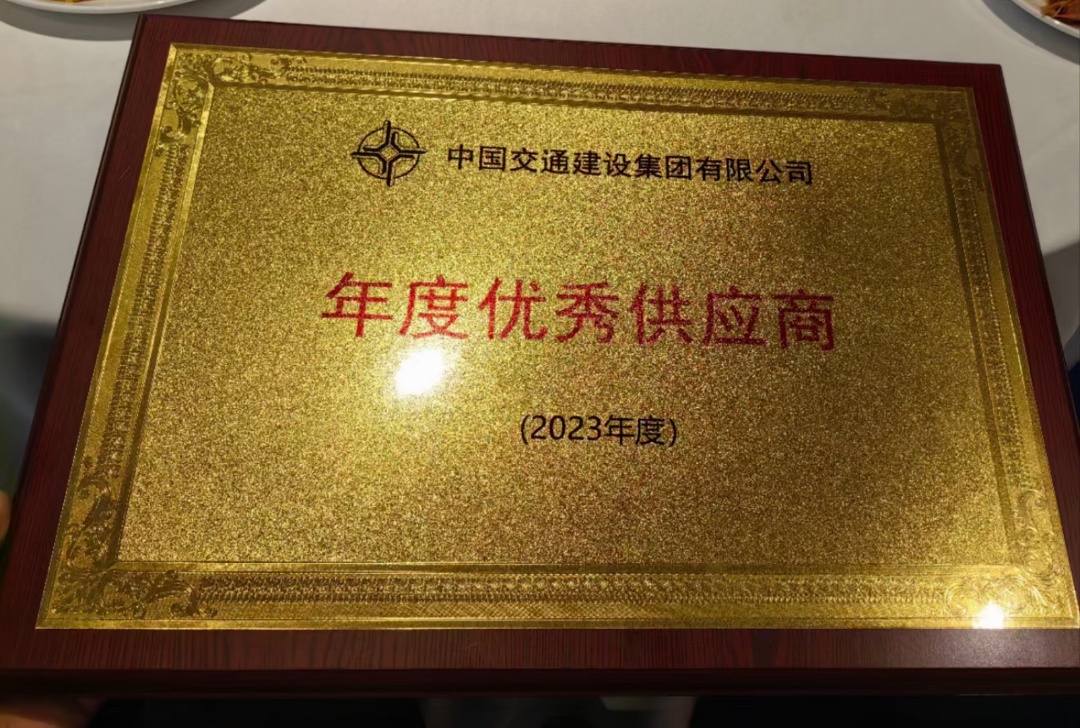 中国交通建设集团有限公司
年度优秀供应商
(2023年度)